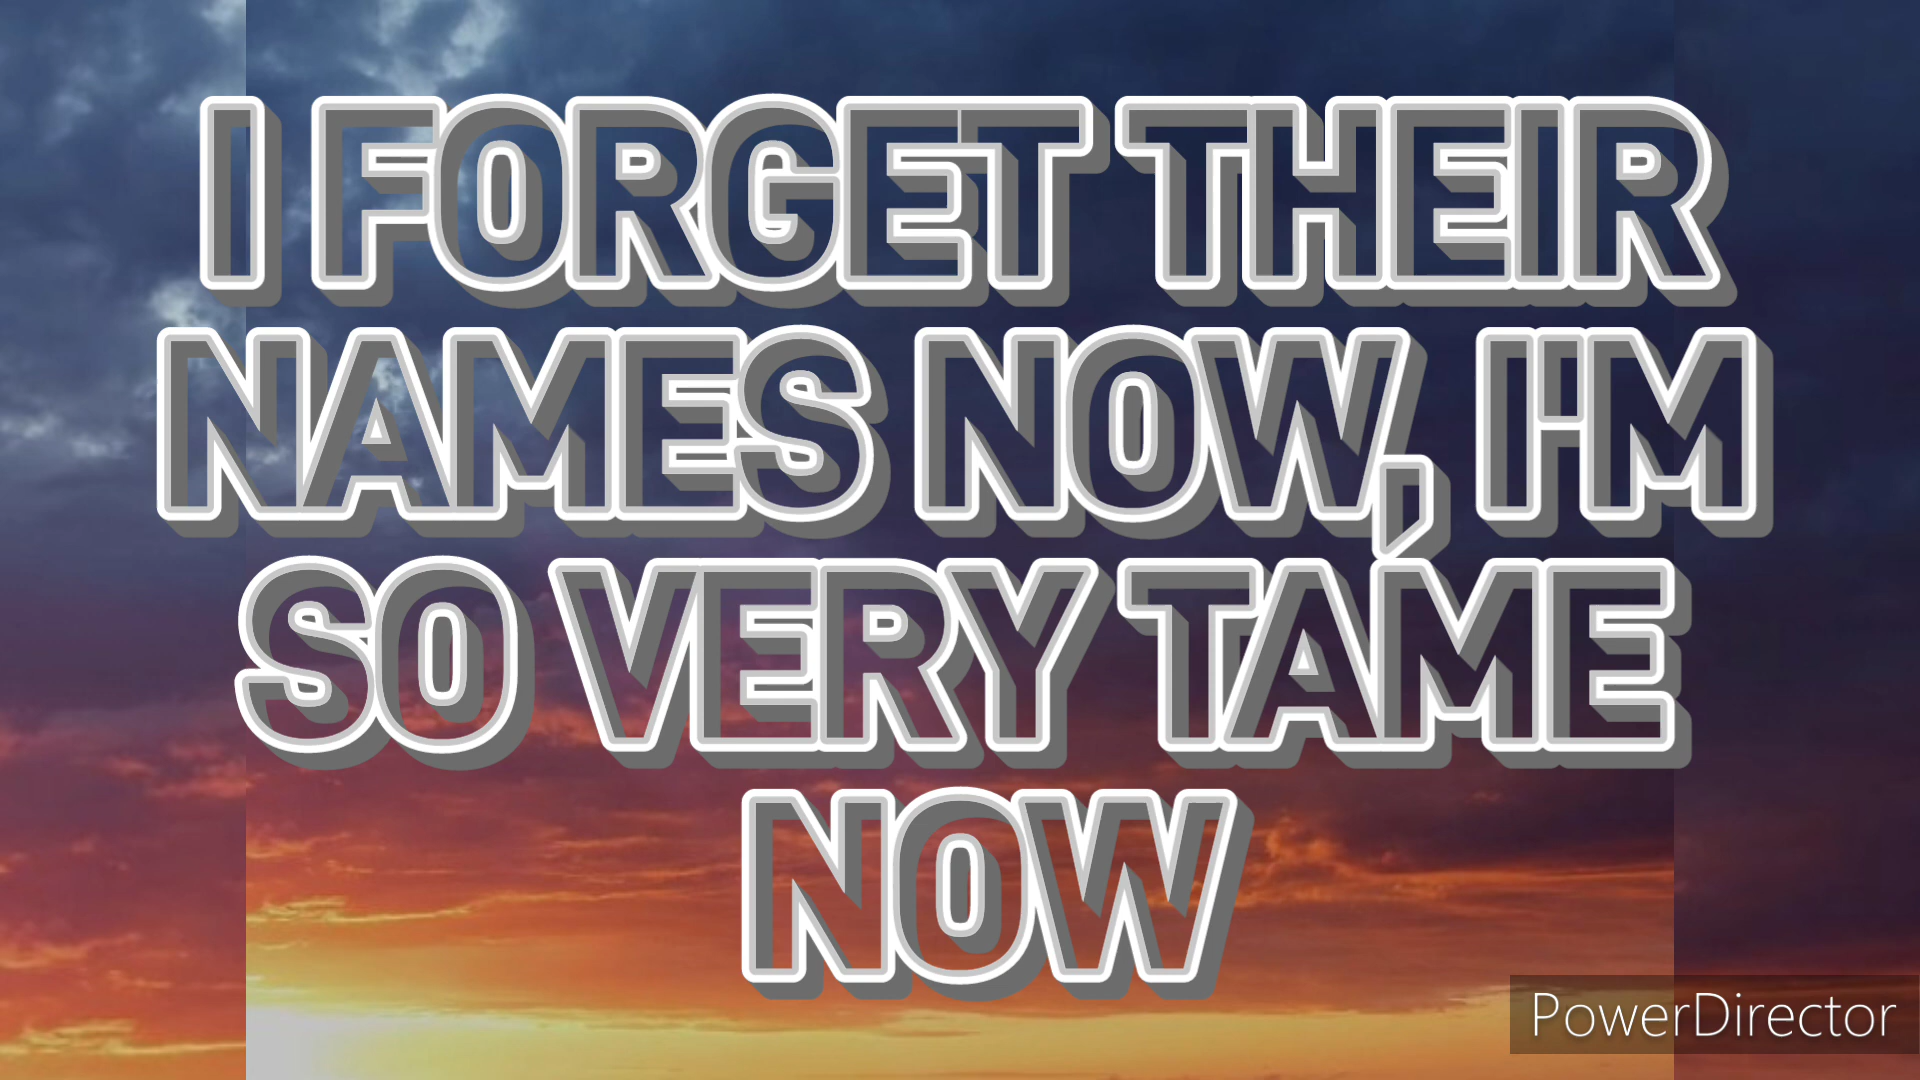 I FORGET THEIR
NAMES NOW, I'M
SO VERY TAME
NOW
PowerDirector